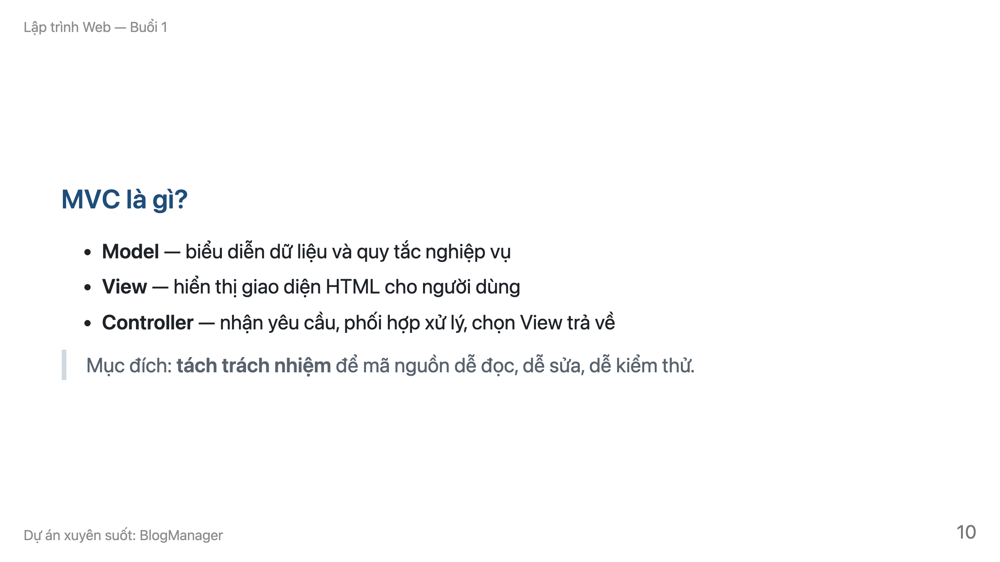 Lập trình Web — Buổi 1
MVC là gì?
• Model — biểu diễn dữ liệu và quy tắc nghiệp vụ
• View — hiển thị giao diện HTML cho người dùng
• Controller — nhận yêu cầu, phối hợp xử lý, chọn View trả về
Mục đích: tách trách nhiệm để mã nguồn dễ đọc, dễ sửa, dễ kiểm thử.
Dự án xuyên suốt: BlogManager
10